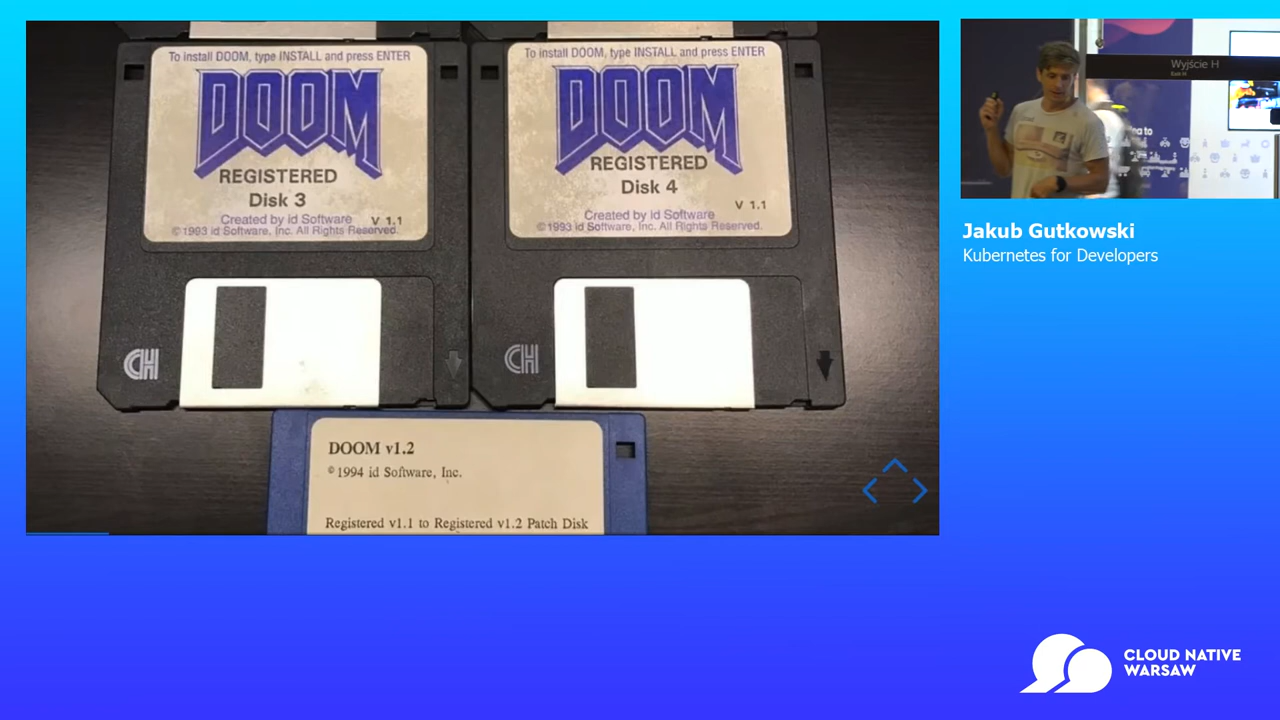 To install DOOM, type INSTALL and press ENTER
DOOM
REGISTERED
Disk 3
Created by id Software V 1.1
©1993 id Software, Inc. All Rights Reserved.
CH
To install DOOM, type INSTALL and press ENTER
DOOM
REGISTERED
Disk 4
V 1.1
Created by id Software
©1993 id Software, Inc. All Rights Reserved.
CH
DOOM v1.2
©1994 id Software, Inc.
Registered v1.1 to Registered v1.2 Patch Disk
Wyjście H
Exit H
Jakub Gutkowski
Kubernetes for Developers
CLOUD NATIVE
WARSAW